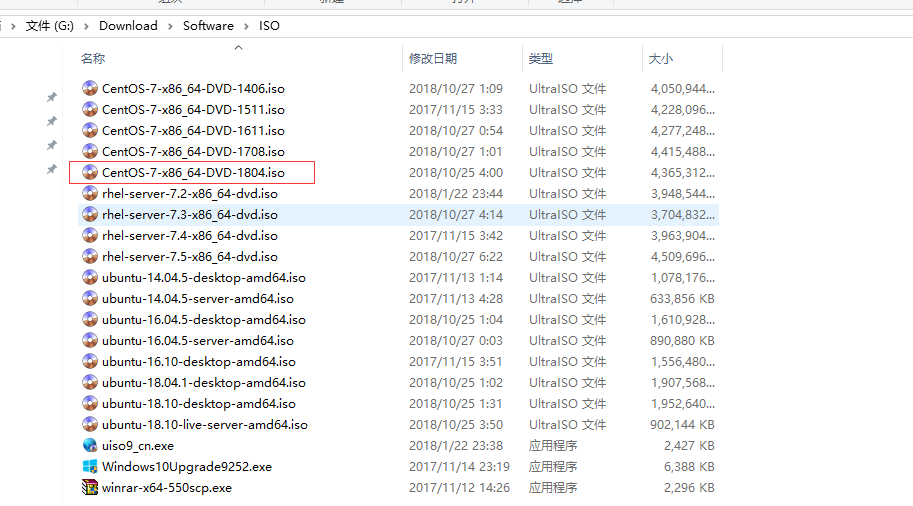 文件 (G:) › Download › Software › ISO
名称 修改日期 类型 大小
CentOS-7-x86_64-DVD-1406.iso 2018/10/27 1:09 UltraISO 文件 4,050,944...
CentOS-7-x86_64-DVD-1511.iso 2017/11/15 3:33 UltraISO 文件 4,228,096...
CentOS-7-x86_64-DVD-1611.iso 2018/10/27 0:54 UltraISO 文件 4,277,248...
CentOS-7-x86_64-DVD-1708.iso 2018/10/27 1:01 UltraISO 文件 4,415,488...
CentOS-7-x86_64-DVD-1804.iso 2018/10/25 4:00 UltraISO 文件 4,365,312...
rhel-server-7.2-x86_64-dvd.iso 2018/1/22 23:44 UltraISO 文件 3,948,544...
rhel-server-7.3-x86_64-dvd.iso 2018/10/27 4:14 UltraISO 文件 3,704,832...
rhel-server-7.4-x86_64-dvd.iso 2017/11/15 3:42 UltraISO 文件 3,963,904...
rhel-server-7.5-x86_64-dvd.iso 2018/10/27 6:22 UltraISO 文件 4,509,696...
ubuntu-14.04.5-desktop-amd64.iso 2017/11/13 1:14 UltraISO 文件 1,078,176...
ubuntu-14.04.5-server-amd64.iso 2017/11/13 4:28 UltraISO 文件 633,856 KB
ubuntu-16.04.5-desktop-amd64.iso 2018/10/25 1:04 UltraISO 文件 1,610,928...
ubuntu-16.04.5-server-amd64.iso 2018/10/27 0:03 UltraISO 文件 890,880 KB
ubuntu-16.10-desktop-amd64.iso 2017/11/15 3:51 UltraISO 文件 1,556,480...
ubuntu-18.04.1-desktop-amd64.iso 2018/10/25 1:02 UltraISO 文件 1,907,568...
ubuntu-18.10-desktop-amd64.iso 2018/10/25 1:31 UltraISO 文件 1,952,640...
ubuntu-18.10-live-server-amd64.iso 2018/10/25 3:50 UltraISO 文件 902,144 KB
uiso9_cn.exe 2018/1/22 23:38 应用程序 2,427 KB
Windows10Upgrade9252.exe 2017/11/14 23:19 应用程序 6,388 KB
winrar-x64-550scp.exe 2017/11/12 14:26 应用程序 2,296 KB